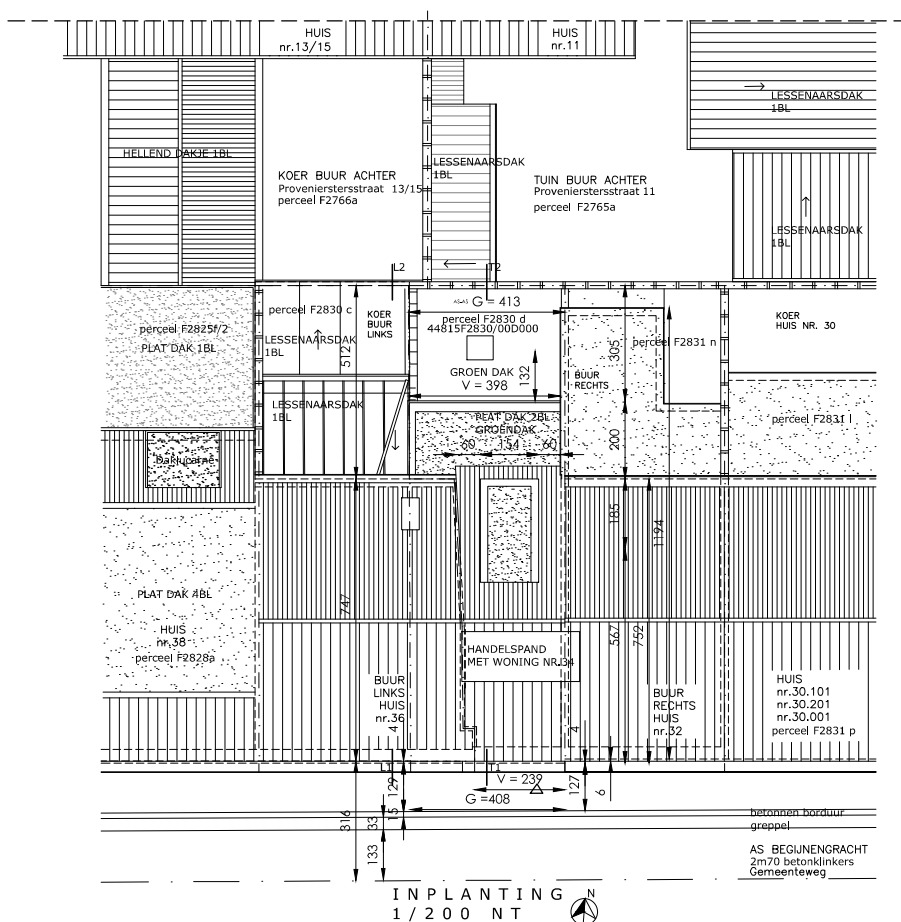 HUIS
nr.13/15
HUIS
nr.11
LESSENAARSDAK
1BL
HELLEND DAKJE 1BL
KOER BUUR ACHTER
Provenierstersstraat 13/15
perceel F2766a
LESSENAARSDAK
1BL
TUIN BUUR ACHTER
Provenierstersstraat 11
perceel F2765a
LESSENAARSDAK
1BL
L2
T2
perceel F2825f/2
PLAT DAK 1BL
perceel F2830 c
LESSENAARSDAK
1BL
KOER
BUUR
LINKS
512
G = 413
perceel F2830 d
44815F2830/00D000
GROEN DAK
V = 398
132
305
perceel F2831 n
KOER
HUIS NR. 30
BUUR
RECHTS
LESSENAARSDAK
1BL
PLAT DAK 2BL
GROENDAK
60
154
60
200
perceel F2831 l
Daklucarne
185
1194
PLAT DAK 4BL
HUIS
nr.38
perceel F2828a
747
567
752
HANDELSPAND
MET WONING NR.34
BUUR
LINKS
HUIS
nr.36
BUUR
RECHTS
HUIS
nr.32
HUIS
nr.30.101
nr.30.201
nr.30.001
perceel F2831 p
4
4
L1
T1
V = 239
G =408
129
127
6
15
316
33
133
betonnen borduur
greppel
AS BEGIJNENGRACHT
2m70 betonklinkers
Gemeenteweg
INPLANTING
1/200 NT
N